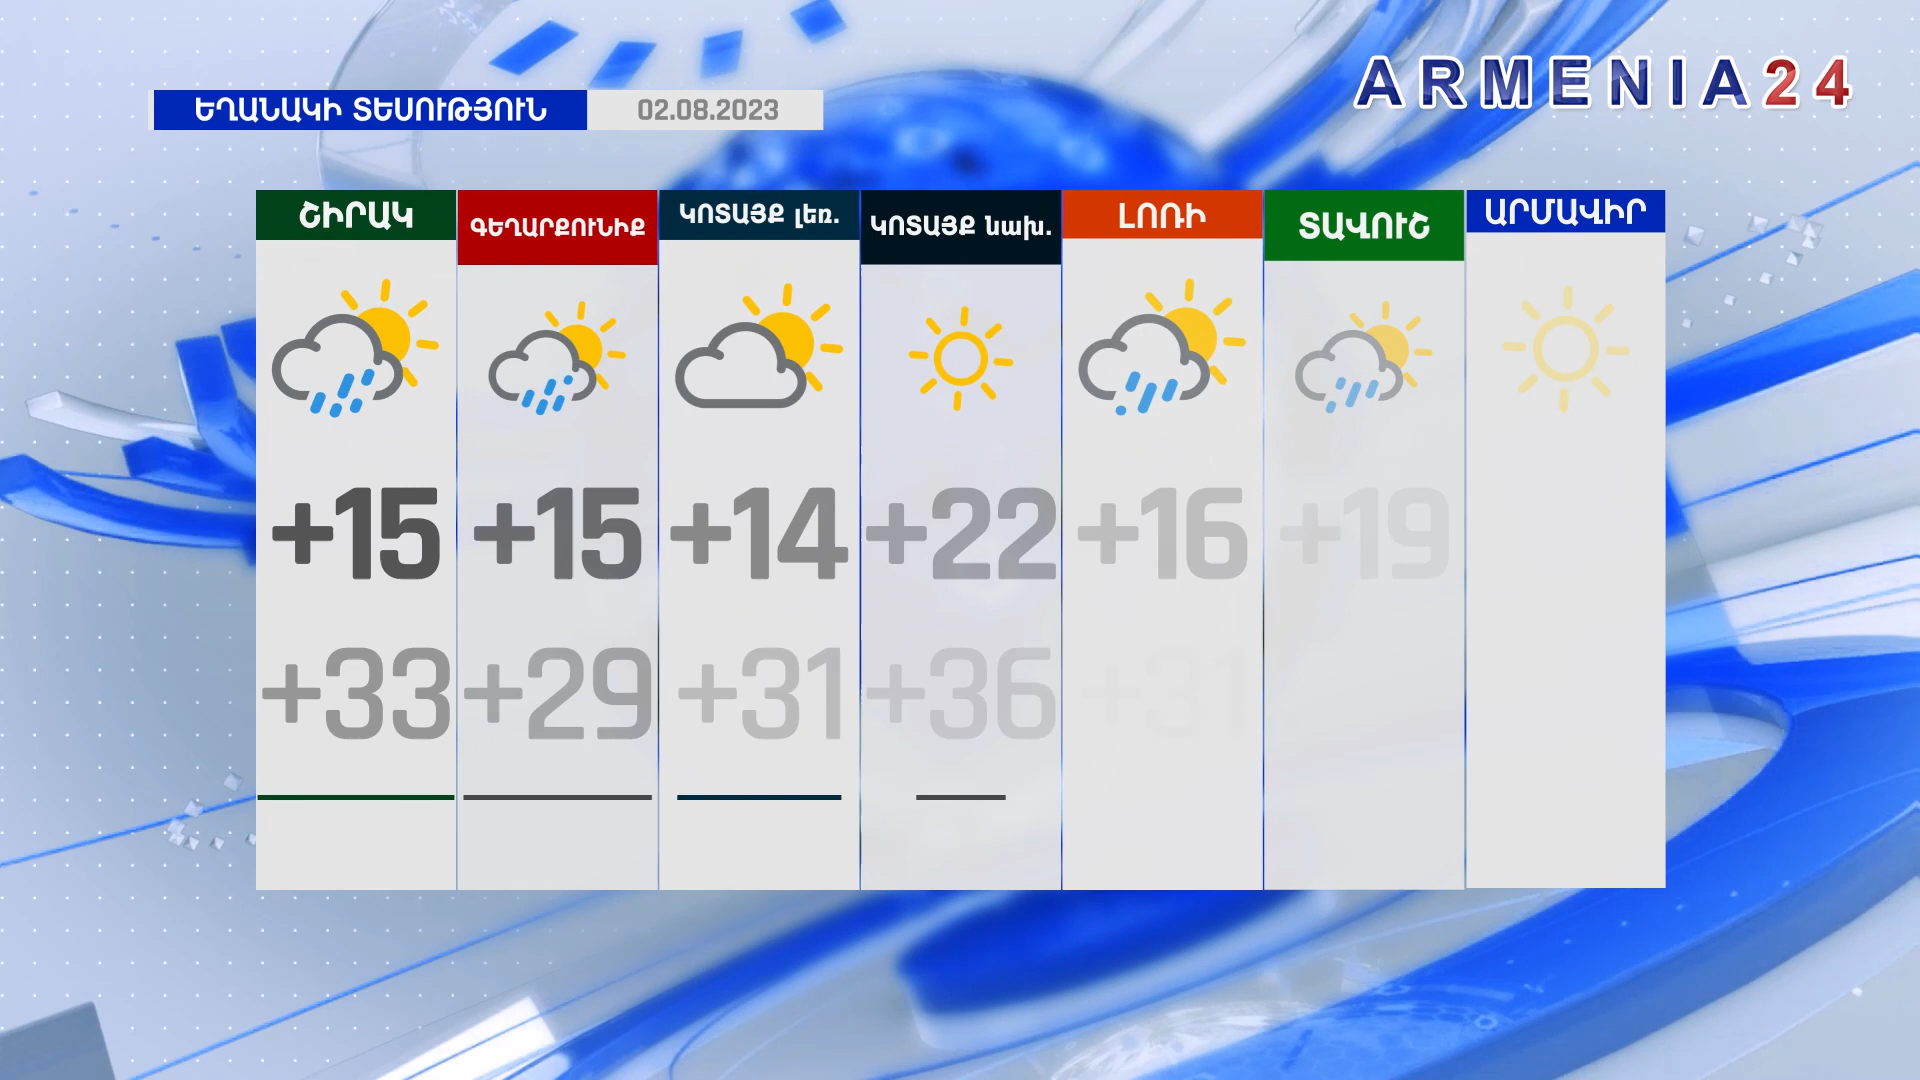 ARMENIA24
ԵՂԱՆԱԿԻ ՏԵՍՈՒԹՅՈՒՆ 02.08.2023
ՇԻՐԱԿ ԳԵՂԱՐՔՈՒՆԻՔ ԿՈՏԱՅՔ լեռ. ԿՈՏԱՅՔ նախ. ԼՈՌԻ ՏԱՎՈՒՇ ԱՐՄԱՎԻՐ
+15 +15 +14 +22 +16 +19
+33 +29 +31 +36 +31